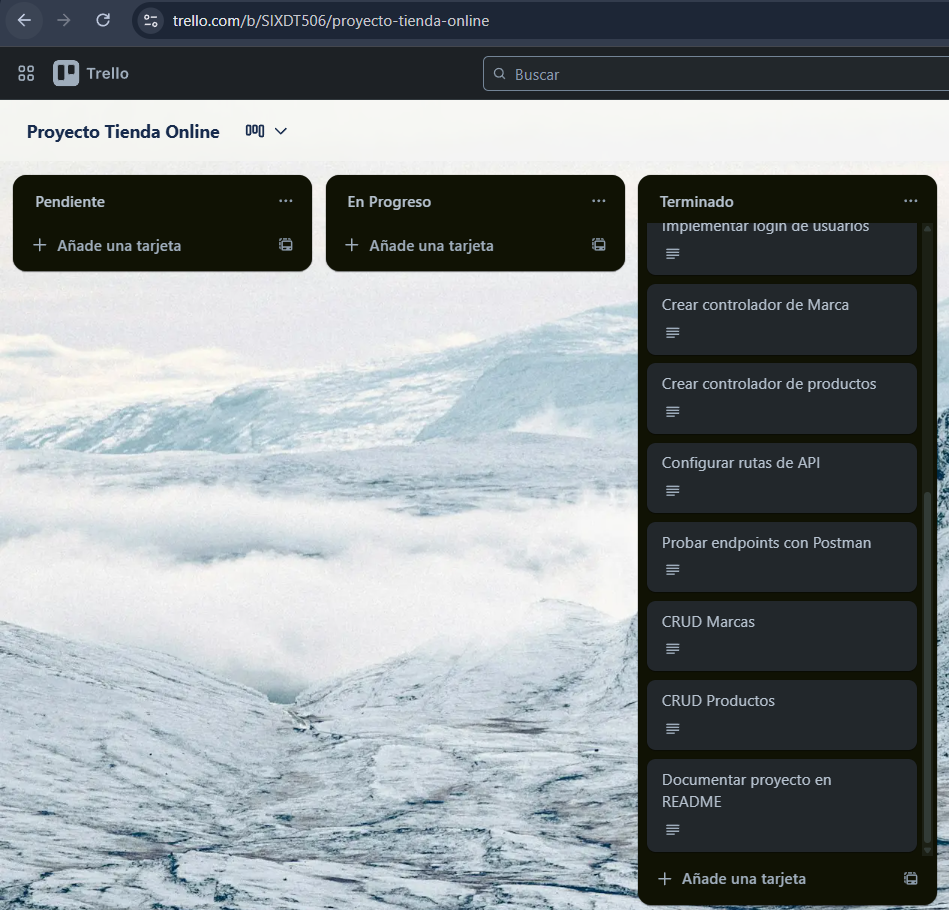 trello.com/b/SIXDT506/proyecto-tienda-online
Trello
Buscar
Proyecto Tienda Online
Pendiente
Añade una tarjeta
En Progreso
Añade una tarjeta
Terminado
Implementar login de usuarios
Crear controlador de Marca
Crear controlador de productos
Configurar rutas de API
Probar endpoints con Postman
CRUD Marcas
CRUD Productos
Documentar proyecto en
README
Añade una tarjeta